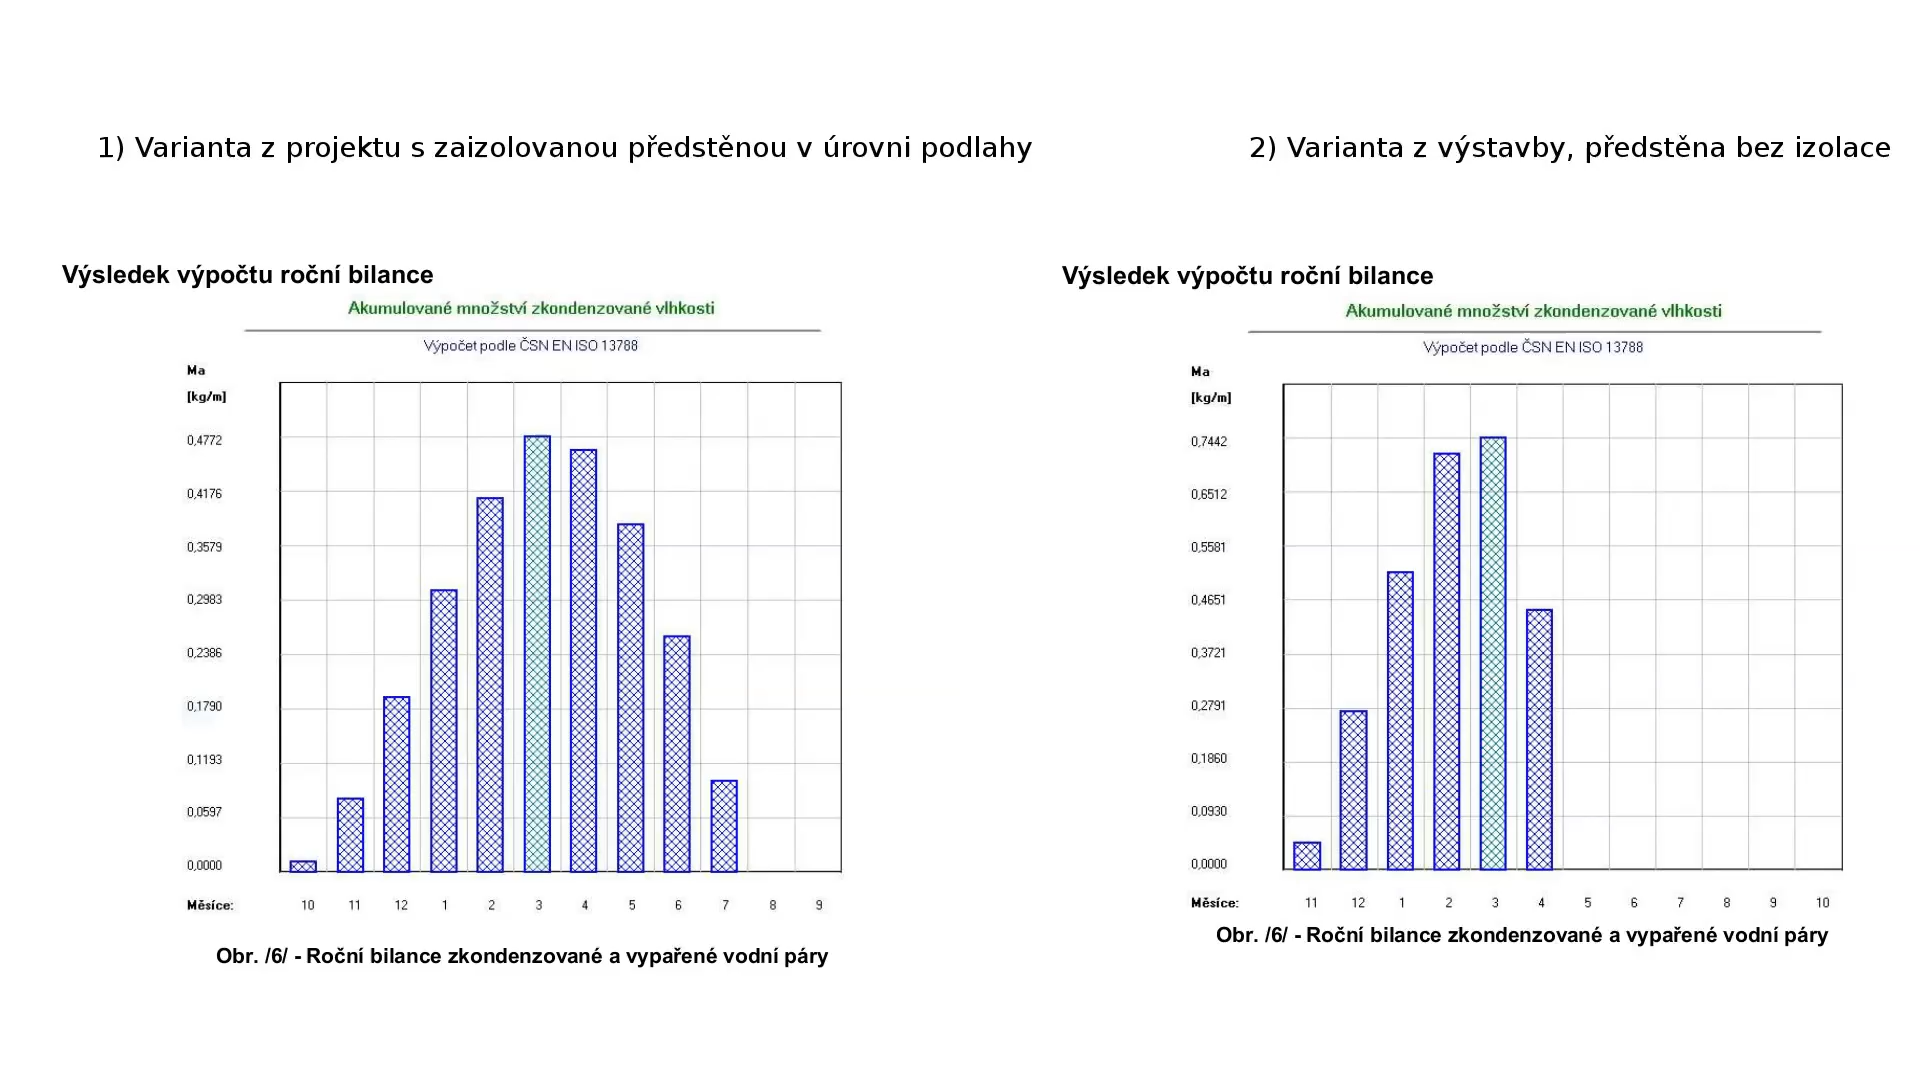 1) Varianta z projektu s zaizolovanou předstěnou v úrovni podlahy
2) Varianta z výstavby, předstěna bez izolace
Výsledek výpočtu roční bilance
Akumulované množství zkondenzované vlhkosti
Výpočet podle ČSN EN ISO 13788
Ma
[kg/m]
0,4772
0,4176
0,3579
0,2983
0,2386
0,1790
0,1193
0,0597
0,0000
Měsíce: 10 11 12 1 2 3 4 5 6 7 8 9
Obr. /6/ - Roční bilance zkondenzované a vypařené vodní páry
Výsledek výpočtu roční bilance
Akumulované množství zkondenzované vlhkosti
Výpočet podle ČSN EN ISO 13788
Ma
[kg/m]
0,7442
0,6512
0,5581
0,4651
0,3721
0,2791
0,1860
0,0930
0,0000
Měsíce: 11 12 1 2 3 4 5 6 7 8 9 10
Obr. /6/ - Roční bilance zkondenzované a vypařené vodní páry